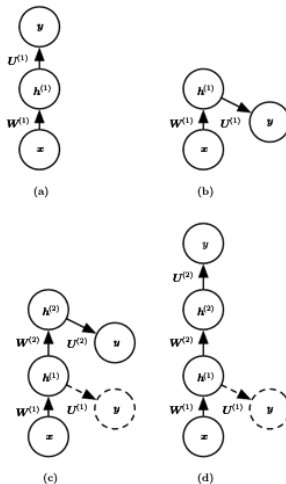 y
U(1)
h(1)
W(1)
x
(a)
h(1)
W(1) U(1)
y
x
(b)
h(2)
W(2) U(2)
y
h(1)
W(1) U(1)
y
x
(c)
y
U(2)
h(2)
W(2)
h(1)
W(1) U(1)
y
x
(d)